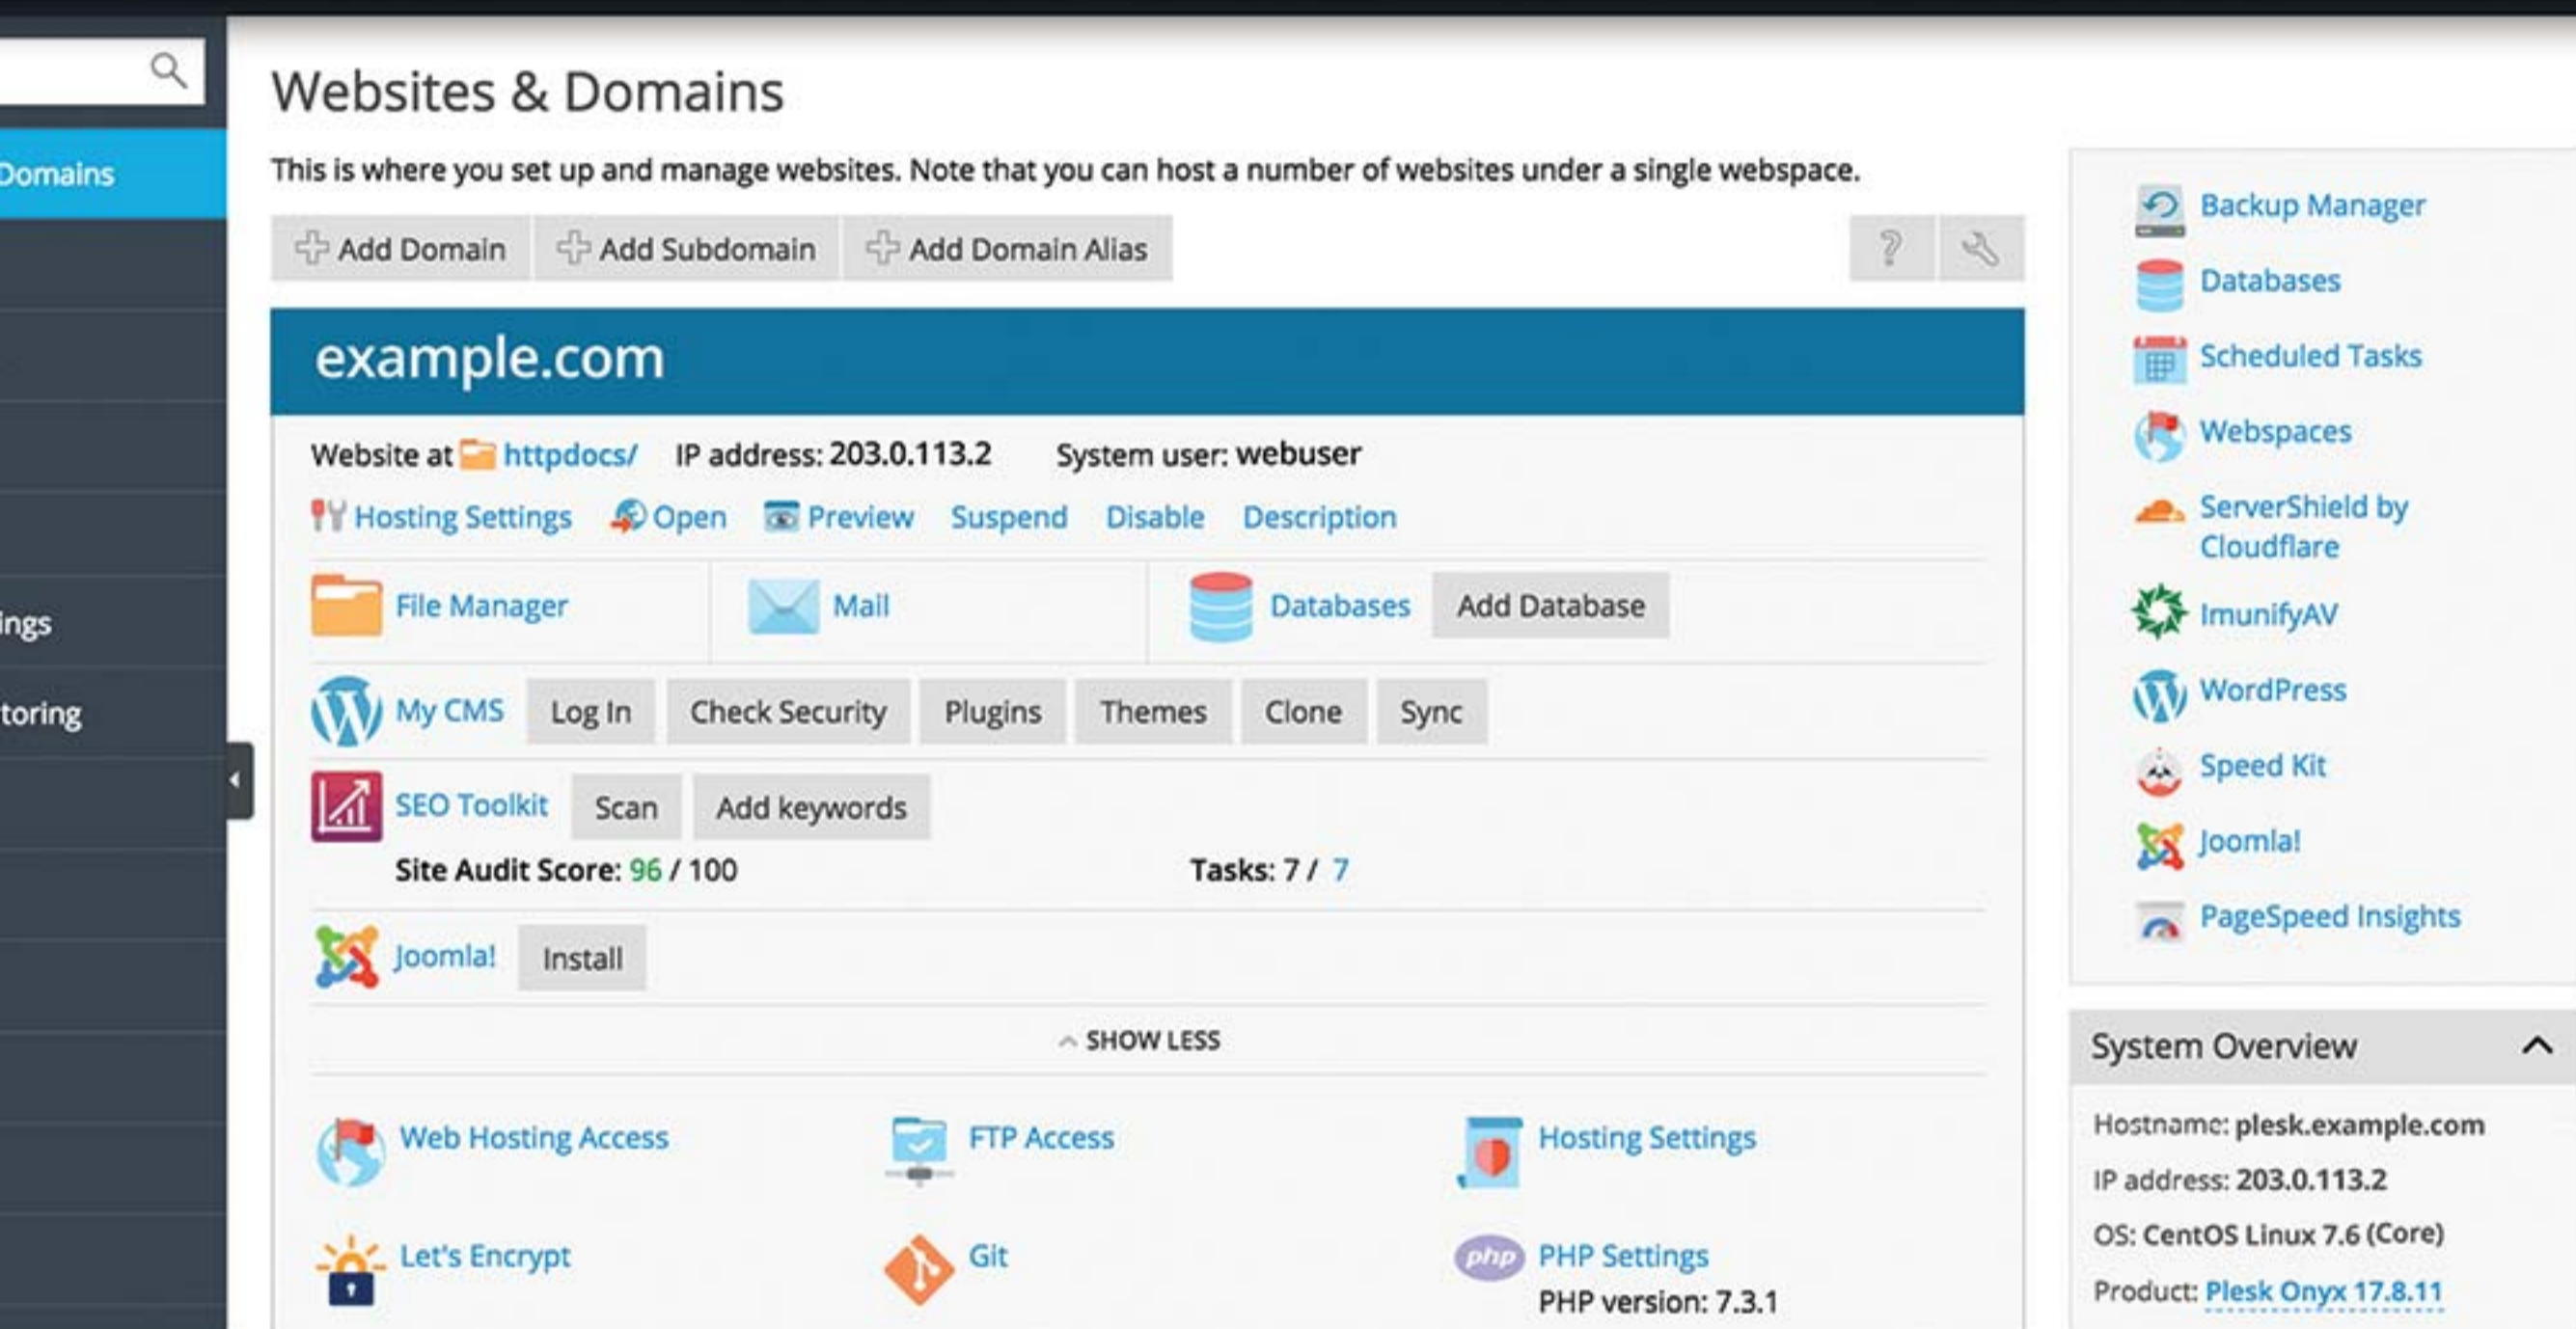 Domains
ings
toring
Websites & Domains
This is where you set up and manage websites. Note that you can host a number of websites under a single webspace.
Add Domain Add Subdomain Add Domain Alias ?
example.com
Website at httpdocs/ IP address: 203.0.113.2 System user: webuser
Hosting Settings Open Preview Suspend Disable Description
File Manager Mail Databases Add Database
My CMS Log In Check Security Plugins Themes Clone Sync
SEO Toolkit Scan Add keywords
Site Audit Score: 96 / 100 Tasks: 7 / 7
Joomla! Install
SHOW LESS
Web Hosting Access FTP Access Hosting Settings
Let's Encrypt Git php PHP Settings
PHP version: 7.3.1
Backup Manager
Databases
Scheduled Tasks
Webspaces
ServerShield by
Cloudflare
ImunifyAV
WordPress
Speed Kit
Joomla!
PageSpeed Insights
System Overview
Hostname: plesk.example.com
IP address: 203.0.113.2
OS: CentOS Linux 7.6 (Core)
Product: Plesk Onyx 17.8.11